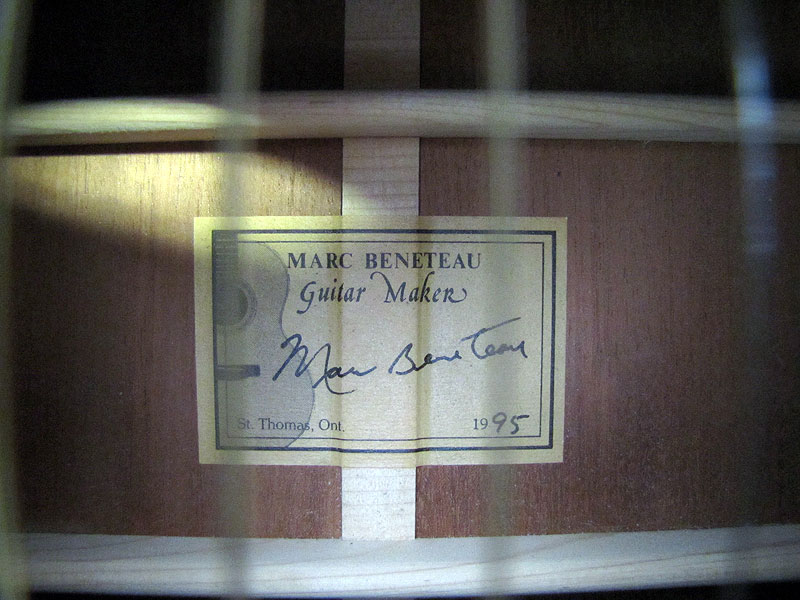 MARC BENETEAU
Guitar Maker
Marc Beneteau
St. Thomas, Ont. 1995